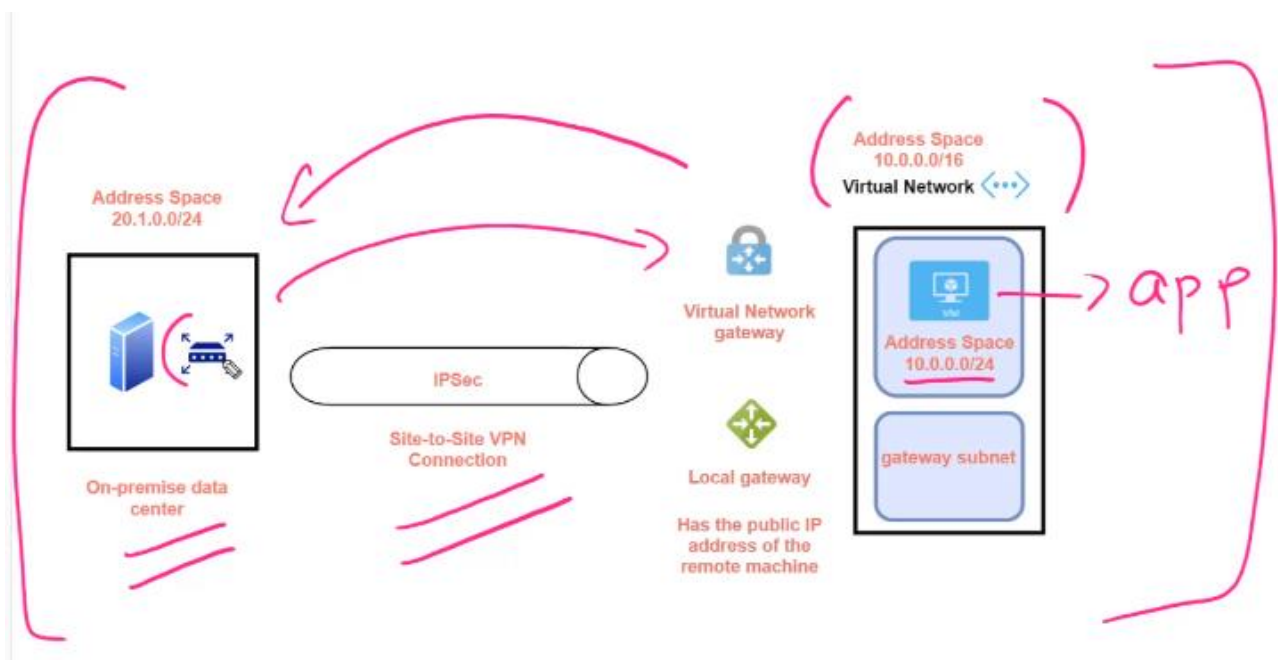 Address Space
20.1.0.0/24
On-premise data
center
IPSec
Site-to-Site VPN
Connection
Virtual Network
gateway
Local gateway
Has the public IP
address of the
remote machine
Address Space
10.0.0.0/16
Virtual Network
Address Space
10.0.0.0/24
gateway subnet
app